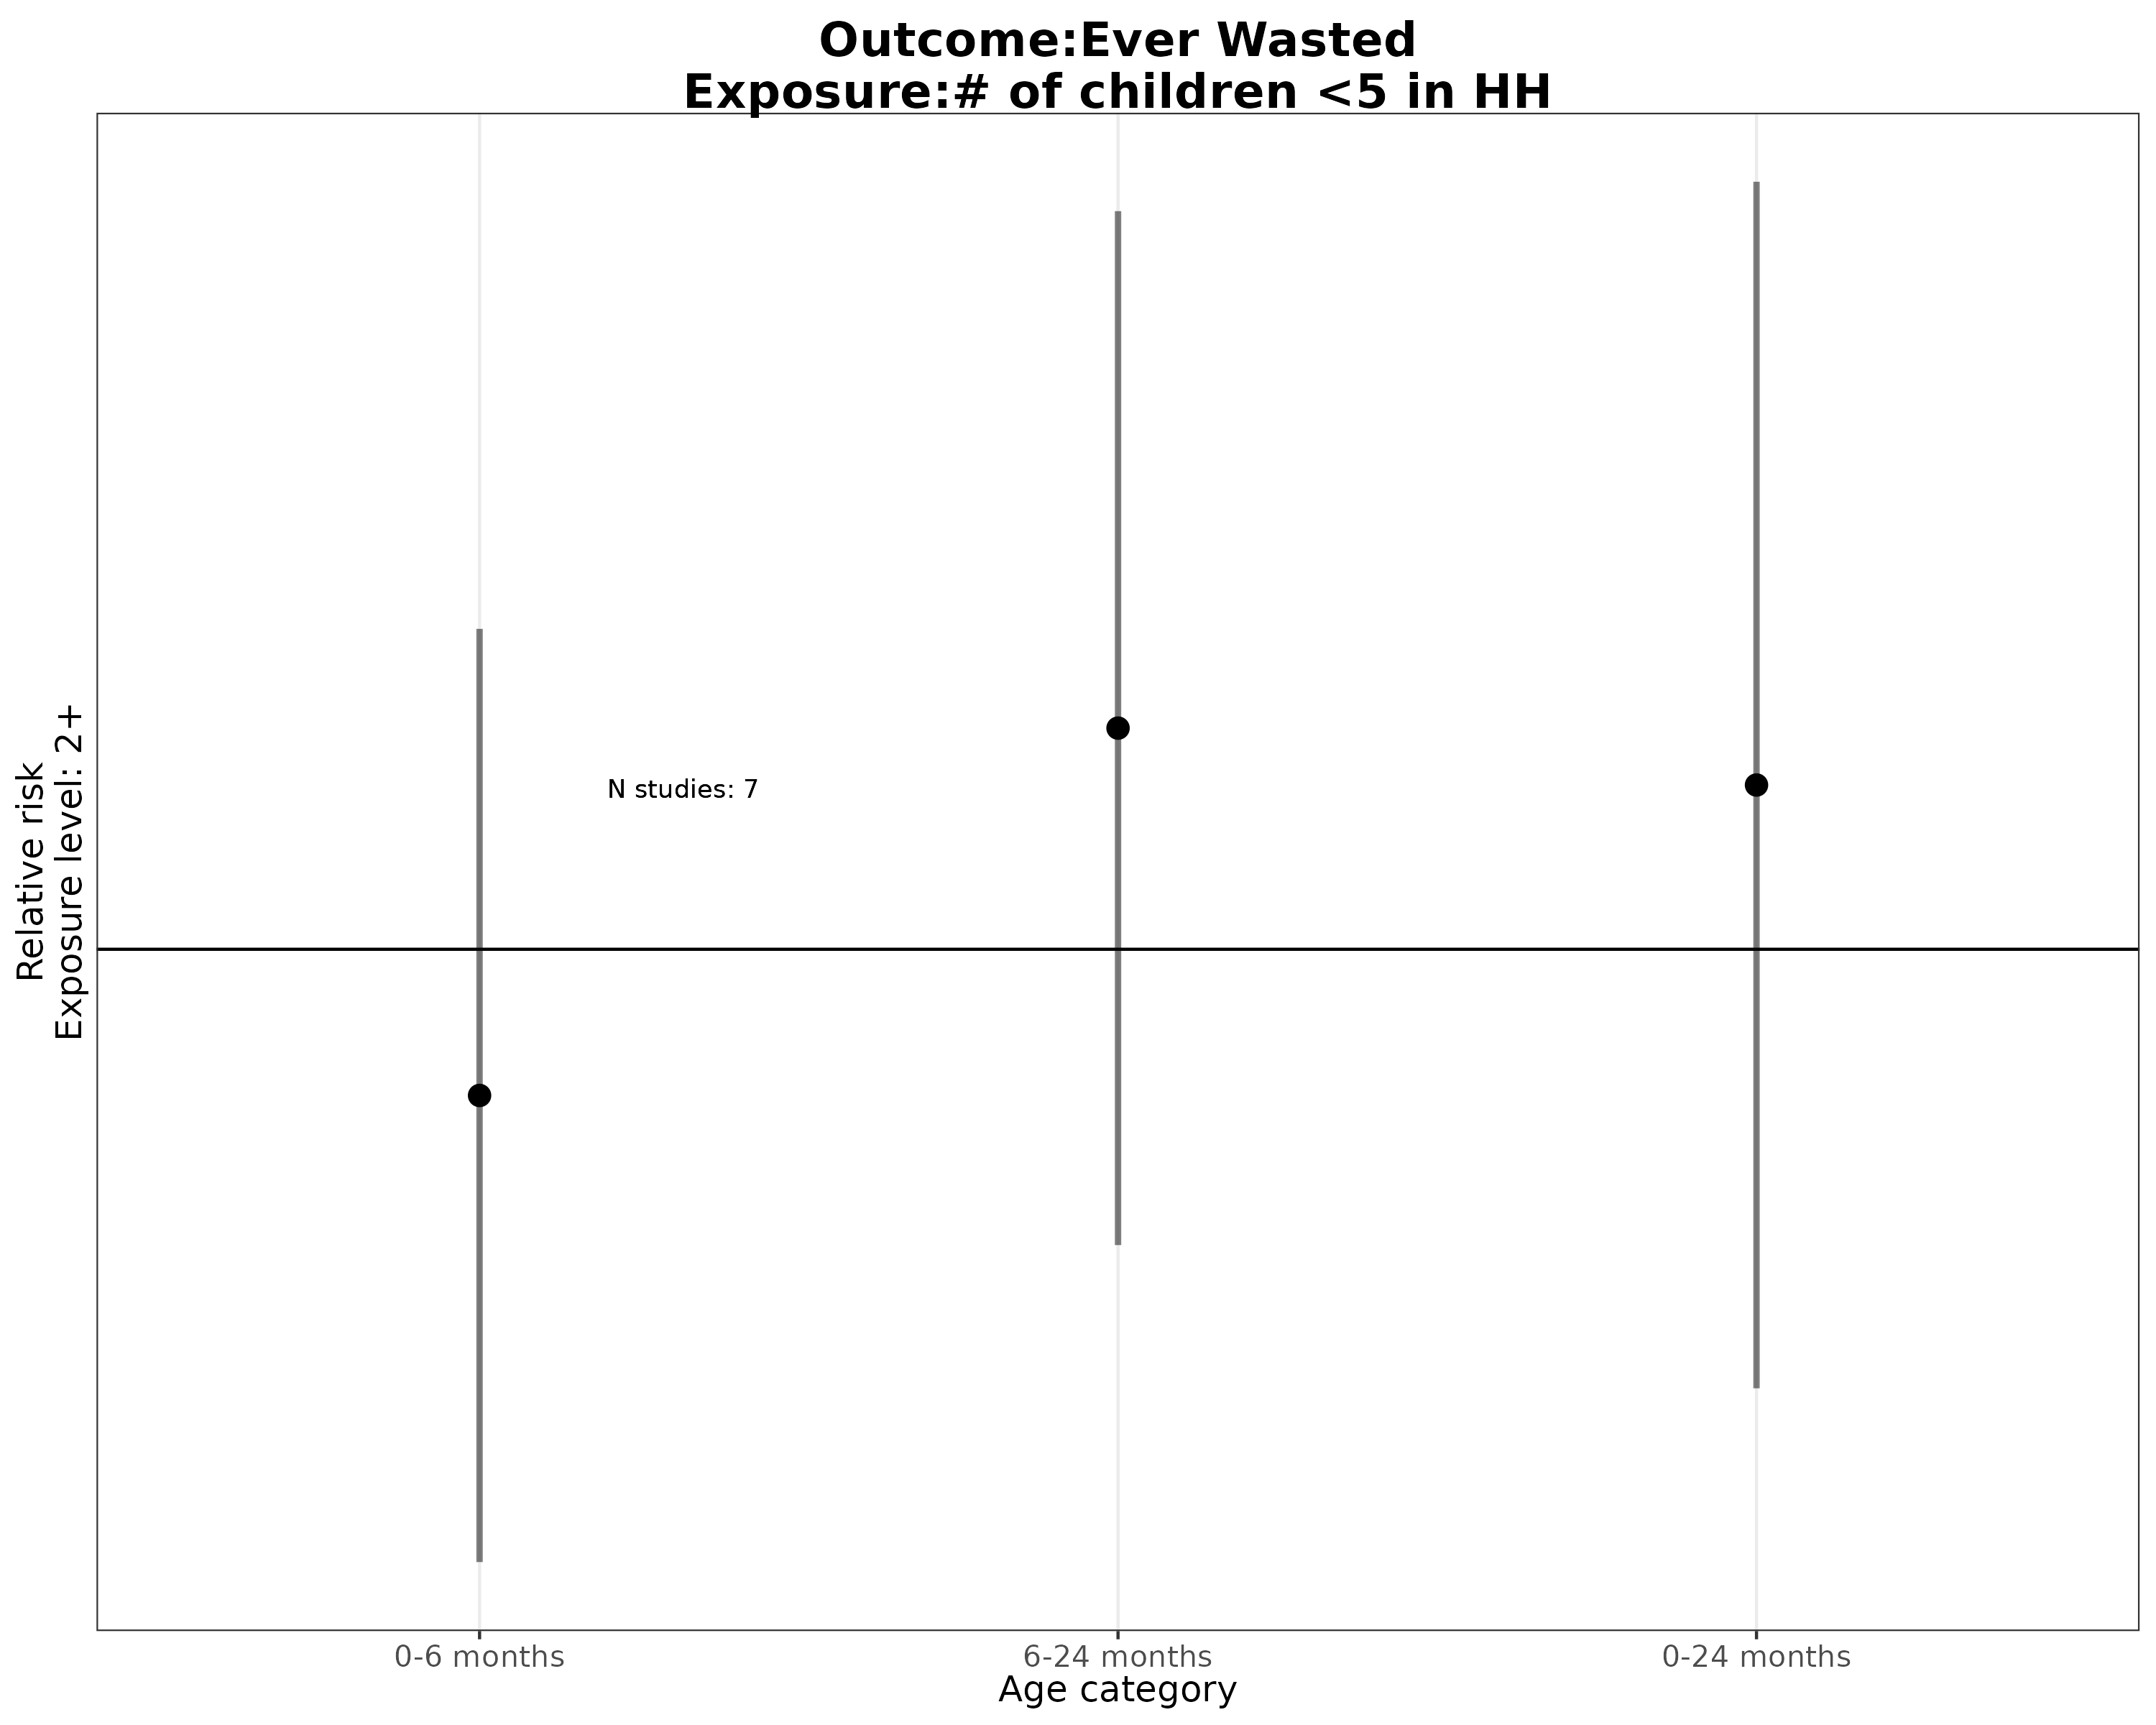 Outcome:Ever Wasted
Exposure:# of children <5 in HH
Relative risk
Exposure level: 2+
N studies: 7
0-6 months
6-24 months
0-24 months
Age category